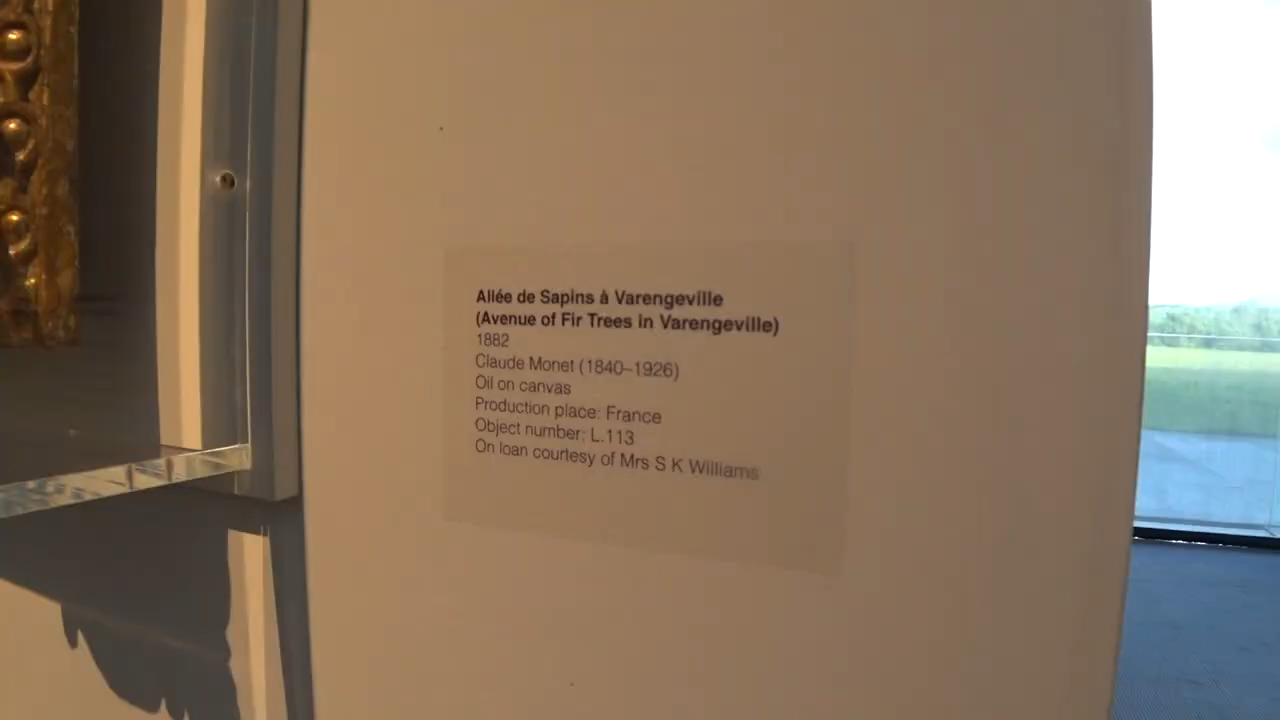 Allée de Sapins à Varengeville
(Avenue of Fir Trees in Varengeville)
1882
Claude Monet (1840–1926)
Oil on canvas
Production place: France
Object number: L.113
On loan courtesy of Mrs S K Williams